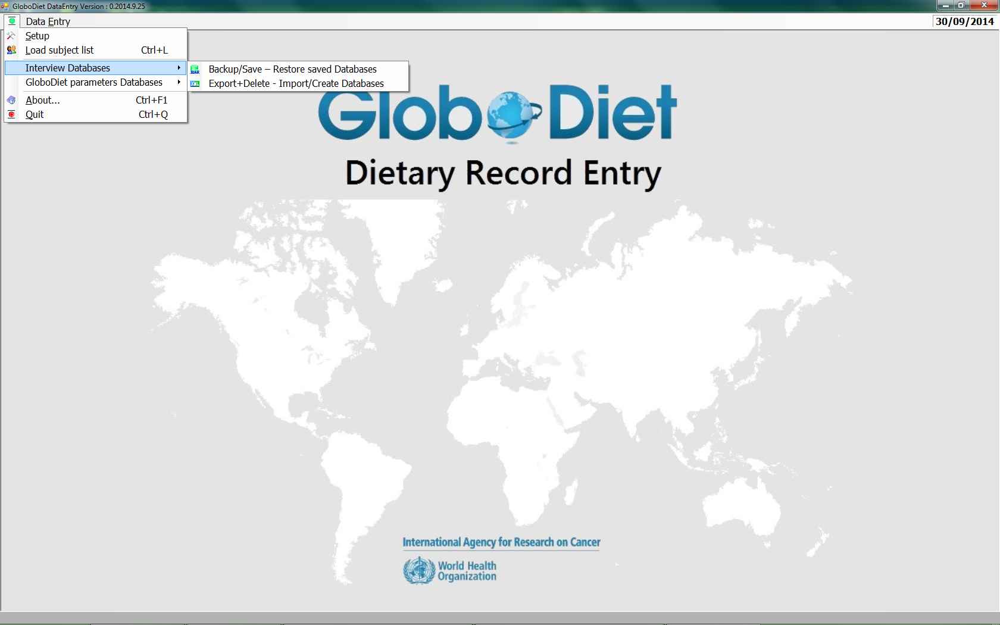 GloboDiet DataEntry Version : 0.2014.9.25
Data Entry
30/09/2014
Setup
Load subject list Ctrl+L
Interview Databases
GloboDiet parameters Databases
About... Ctrl+F1
Quit Ctrl+Q
BAK Backup/Save – Restore saved Databases
XML Export+Delete - Import/Create Databases
GloboDiet
Dietary Record Entry
International Agency for Research on Cancer
World Health
Organization